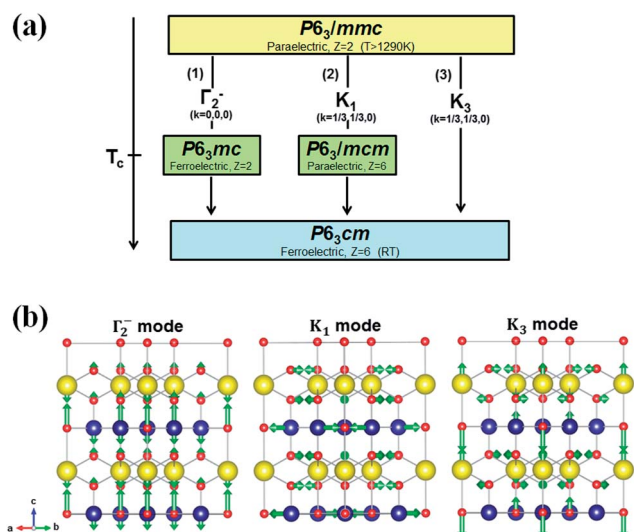 (a)
P6₃/mmc
Paraelectric, Z=2 (T>1290K)
(1) (2) (3)
Γ₂⁻ K₁ K₃
(k=0,0,0) (k=1/3,1/3,0) (k=1/3,1/3,0)
T_c
P6₃mc P6₃/mcm
Ferroelectric, Z=2 Paraelectric, Z=6
P6₃cm
Ferroelectric, Z=6 (RT)
(b)
Γ₂⁻ mode K₁ mode K₃ mode
c
a b